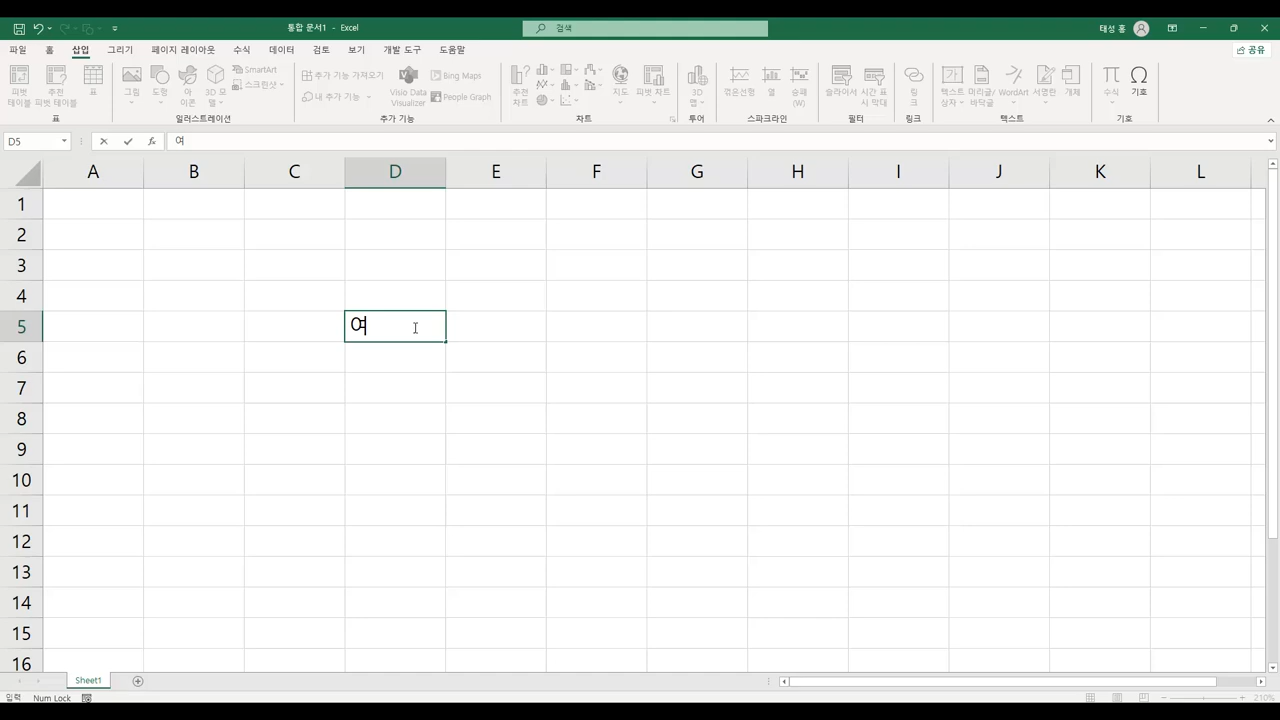 통합 문서1 - Excel
검색
태성 홍
파일 홈 삽입 그리기 페이지 레이아웃 수식 데이터 검토 보기 개발 도구 도움말
공유
피벗 테이블
추천 피벗 테이블
표
그림
도형
아이콘
3D 모델
SmartArt
스크린샷
추가 기능 가져오기
내 추가 기능
Visio Data Visualizer
Bing Maps
People Graph
추천 차트
지도
피벗 차트
3D 맵
꺾은선형
열
승패(W)
슬라이서
시간 표시 막대
링크
텍스트 상자
머리글/바닥글
WordArt
서명란
개체
수식
기호
표 일러스트레이션 추가 기능 차트 투어 스파크라인 필터 링크 텍스트 기호
D5 fx 여
A B C D E F G H I J K L
1
2
3
4
5 여
6
7
8
9
10
11
12
13
14
15
16
Sheet1
입력 Num Lock
210%